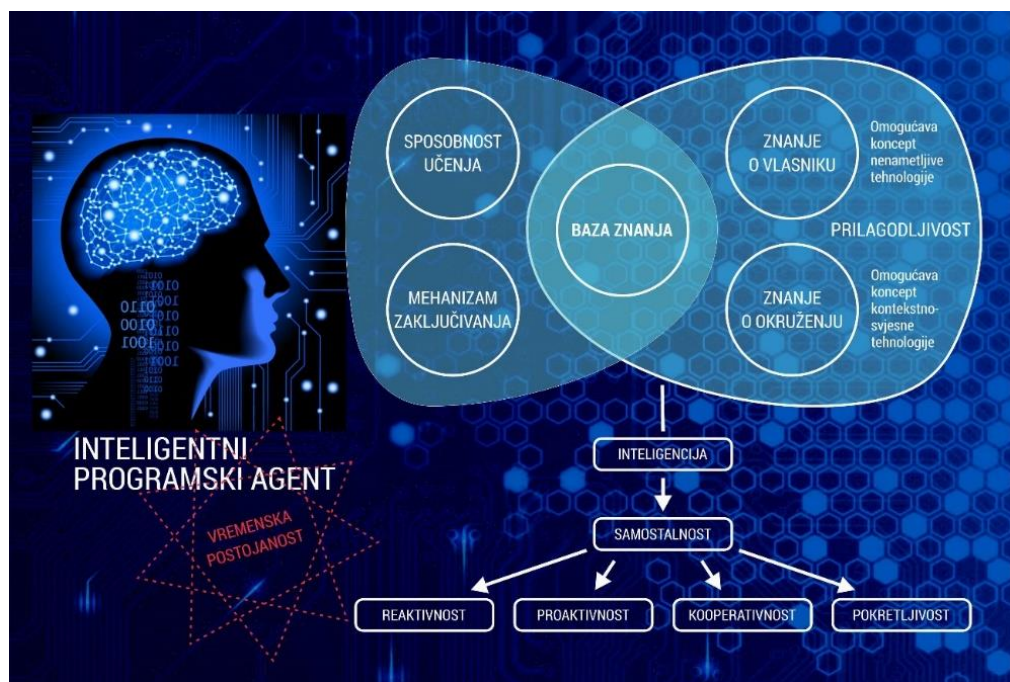 SPOSOBNOST
UČENJA
MEHANIZAM
ZAKLJUČIVANJA
BAZA ZNANJA
ZNANJE
O VLASNIKU
Omogućava
koncept
nenametljive
tehnologije
PRILAGODLJIVOST
ZNANJE
O OKRUŽENJU
Omogućava
koncept
kontekstno-
svjesne
tehnologije
INTELIGENTNI
PROGRAMSKI AGENT
VREMENSKA
POSTOJANOST
INTELIGENCIJA
SAMOSTALNOST
REAKTIVNOST
PROAKTIVNOST
KOOPERATIVNOST
POKRETLJIVOST